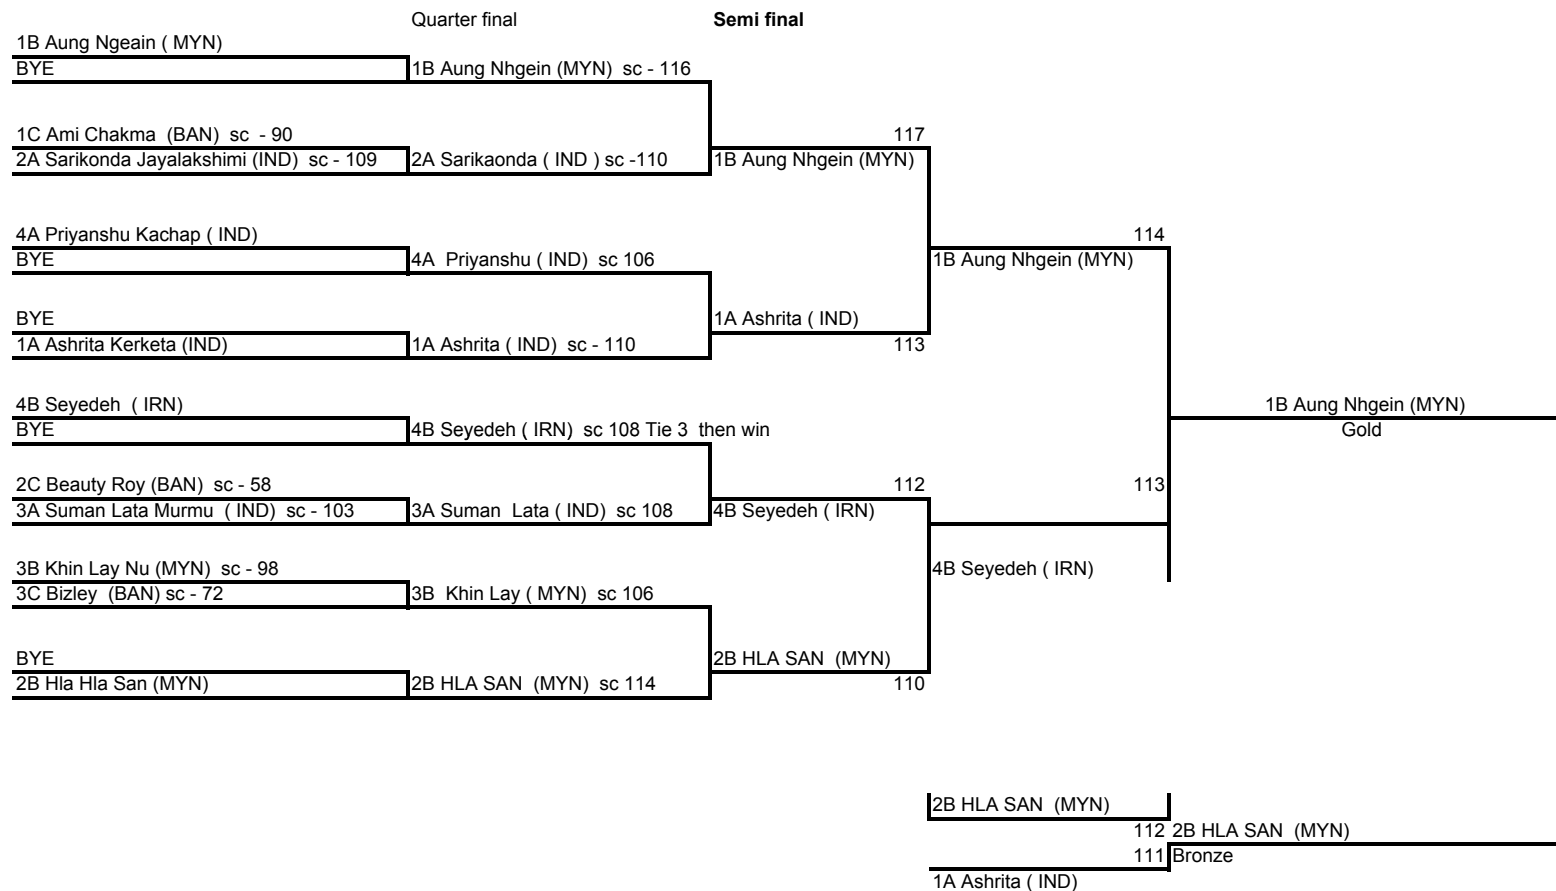 Quarter final
Semi final
1B Aung Ngeain ( MYN)
BYE
1B Aung Nhgein (MYN)  sc - 116
1C Ami Chakma  (BAN)  sc  - 90
117
2A Sarikonda Jayalakshimi (IND)  sc - 109
2A Sarikaonda ( IND ) sc -110
1B Aung Nhgein (MYN)
4A Priyanshu Kachap ( IND)
114
BYE
4A  Priyanshu ( IND)  sc 106
1B Aung Nhgein (MYN)
BYE
1A Ashrita ( IND)
1A Ashrita Kerketa (IND)
1A Ashrita ( IND)  sc - 110
113
4B Seyedeh  ( IRN)
1B Aung Nhgein (MYN)
BYE
4B Seyedeh ( IRN)  sc 108 Tie 3  then win
Gold
2C Beauty Roy (BAN)  sc - 58
112
113
3A Suman Lata Murmu  ( IND)  sc - 103
3A Suman  Lata ( IND)  sc 108
4B Seyedeh ( IRN)
3B Khin Lay Nu (MYN)  sc - 98
4B Seyedeh ( IRN)
3C Bizley  (BAN) sc - 72
3B  Khin Lay ( MYN)  sc 106
BYE
2B HLA SAN  (MYN)
2B Hla Hla San (MYN)
2B HLA SAN  (MYN)  sc 114
110
2B HLA SAN  (MYN)
112
2B HLA SAN  (MYN)
111
Bronze
1A Ashrita ( IND)